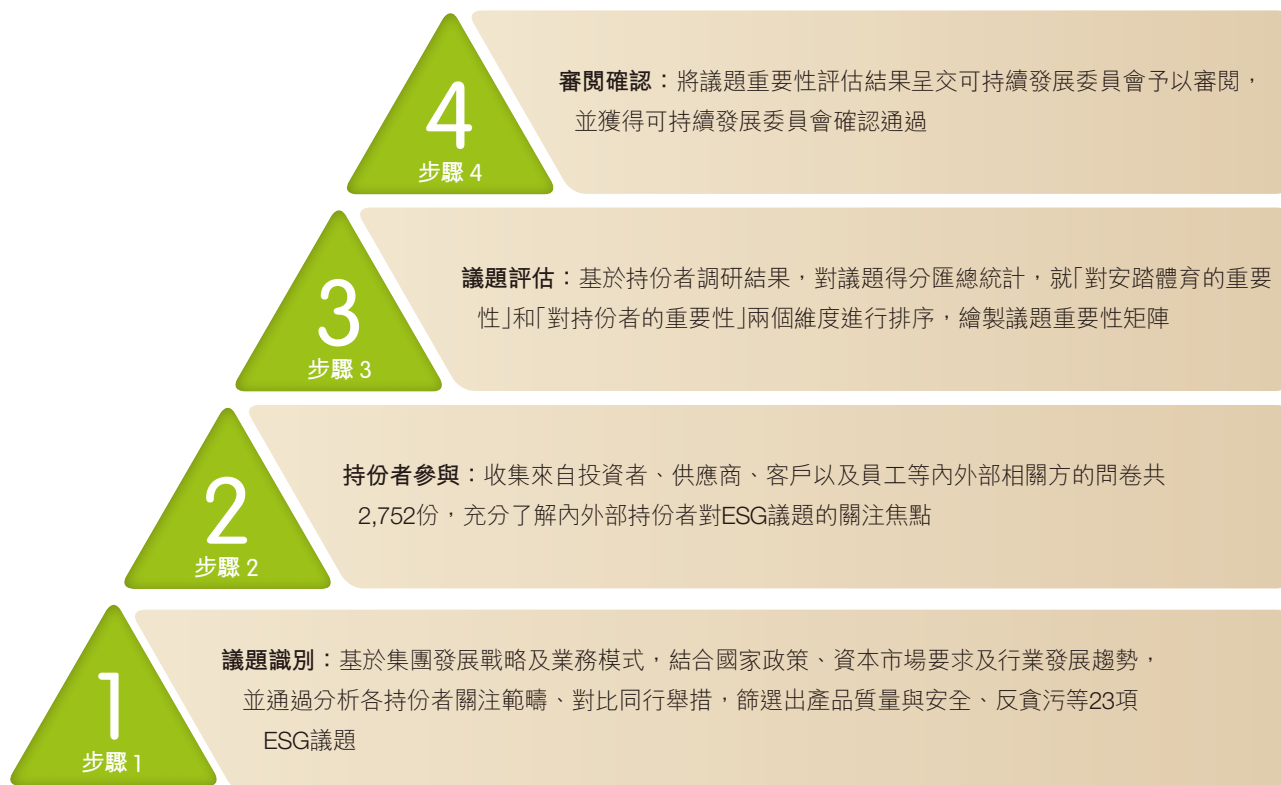 4
步驟 4
審閱確認：將議題重要性評估結果呈交可持續發展委員會予以審閱，
並獲得可持續發展委員會確認通過
3
步驟 3
議題評估：基於持份者調研結果，對議題得分匯總統計，就「對安踏體育的重要
性」和「對持份者的重要性」兩個維度進行排序，繪製議題重要性矩陣
2
步驟 2
持份者參與：收集來自投資者、供應商、客戶以及員工等內外部相關方的問卷共
2,752份，充分了解內外部持份者對ESG議題的關注焦點
1
步驟 1
議題識別：基於集團發展戰略及業務模式，結合國家政策、資本市場要求及行業發展趨勢，
並通過分析各持份者關注範疇、對比同行舉措，篩選出產品質量與安全、反貪污等23項
ESG議題